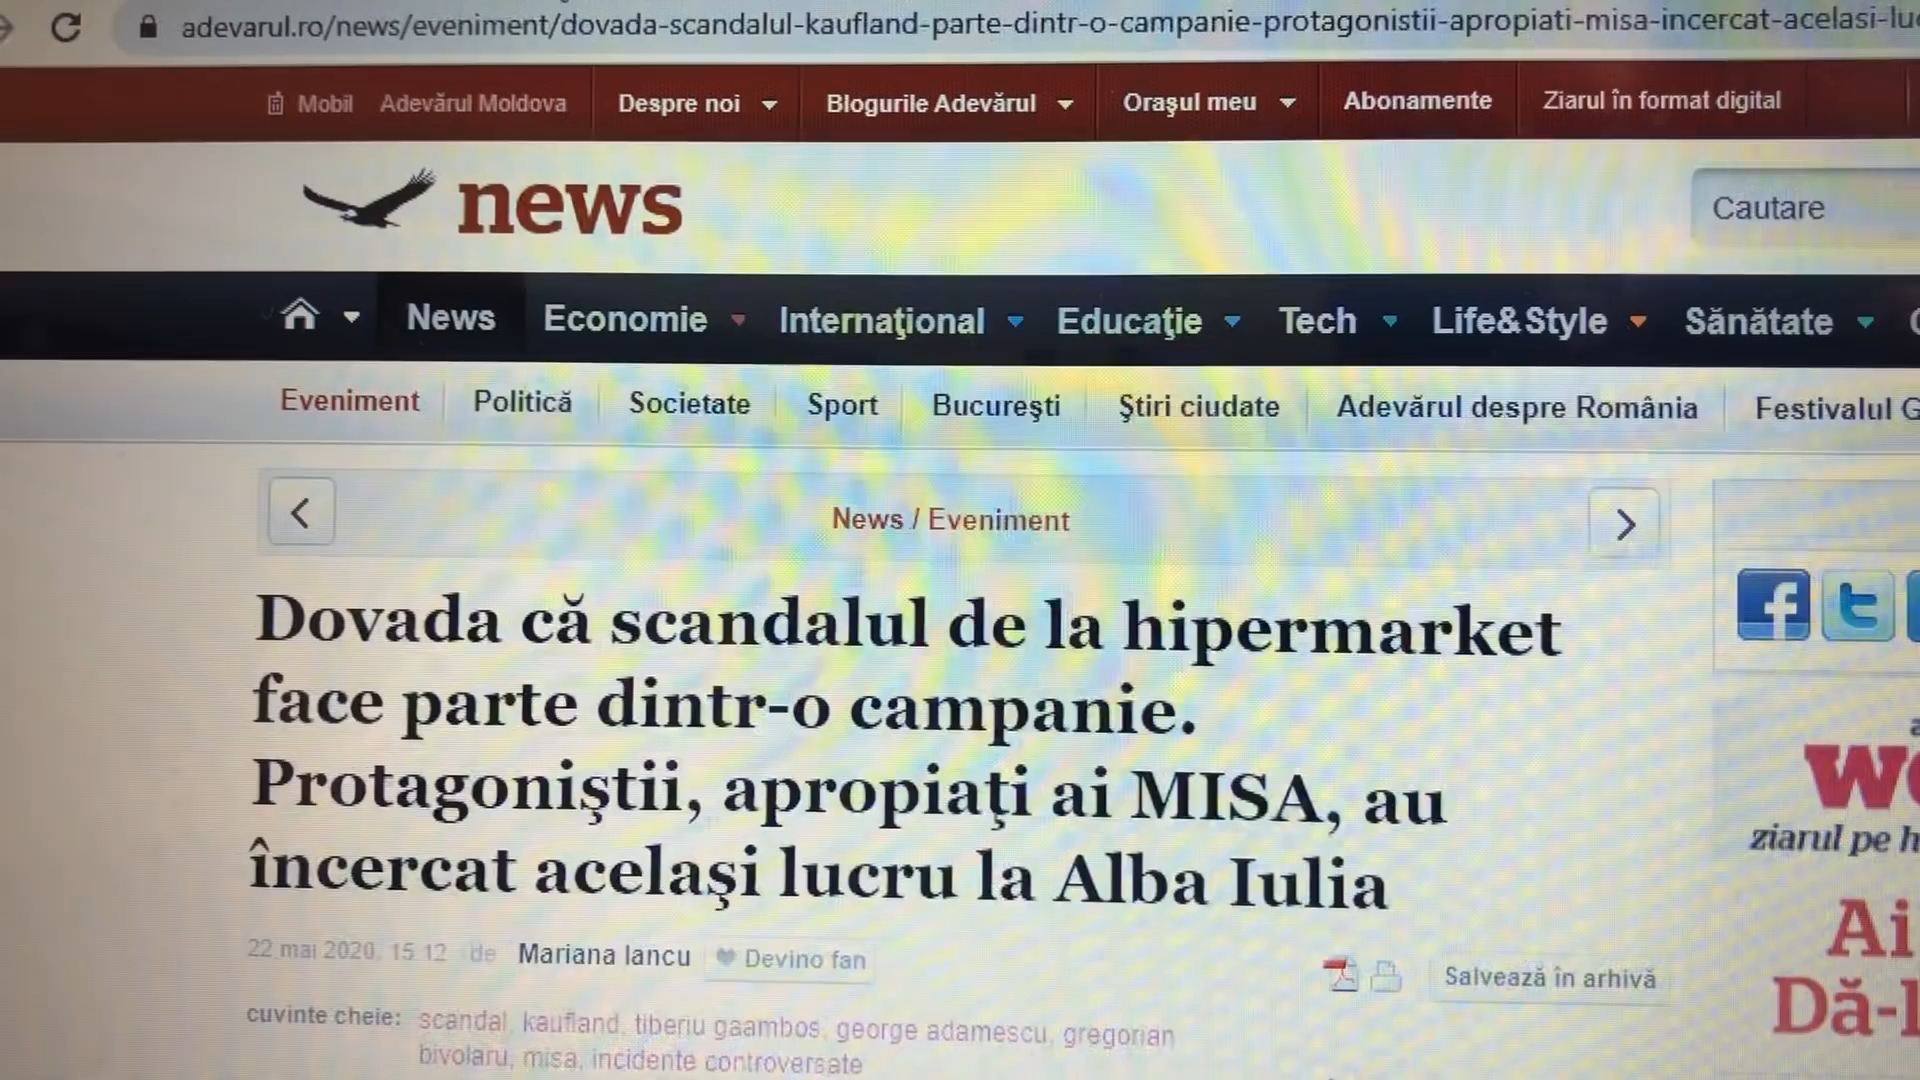 adevarul.ro/news/eveniment/dovada-scandalul-kaufland-parte-dintr-o-campanie-protagonistii-apropiati-misa-incercat-acelasi-lu
Mobil Adevărul Moldova Despre noi Blogurile Adevărul Oraşul meu Abonamente Ziarul în format digital
news
Cautare
News Economie Internaţional Educaţie Tech Life&Style Sănătate
Eveniment Politică Societate Sport Bucureşti Ştiri ciudate Adevărul despre România Festivalul G
News / Eveniment
Dovada că scandalul de la hipermarket
face parte dintr-o campanie.
Protagoniştii, apropiaţi ai MISA, au
încercat acelaşi lucru la Alba Iulia
ziarul pe h
Ai
Dă-l
22 mai 2020, 15:12 de Mariana Iancu Devino fan
Salvează în arhivă
cuvinte cheie: scandal, kaufland, tiberiu gaambos, george adamescu, gregorian
bivolaru, misa, incidente controversate